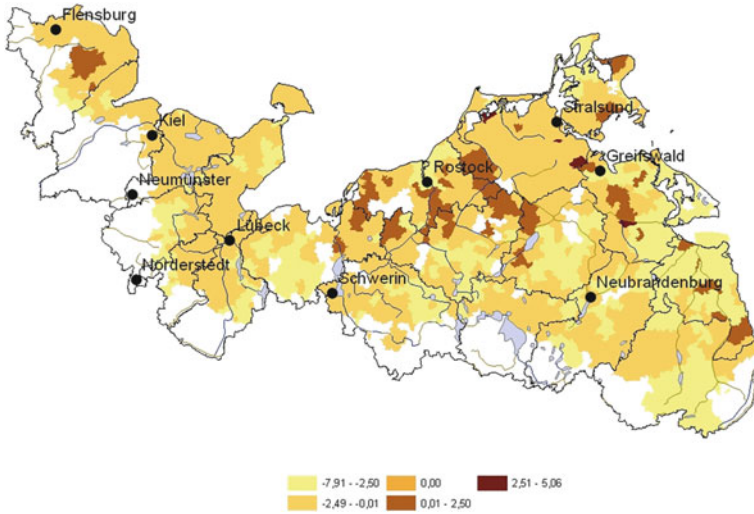 Flensburg
Kiel
Stralsund
Greifswald
Rostock
Neumünster
Lübeck
Norderstedt
Schwerin
Neubrandenburg
-7,91 - -2,50
0,00
2,51 - 5,06
-2,49 - -0,01
0,01 - 2,50